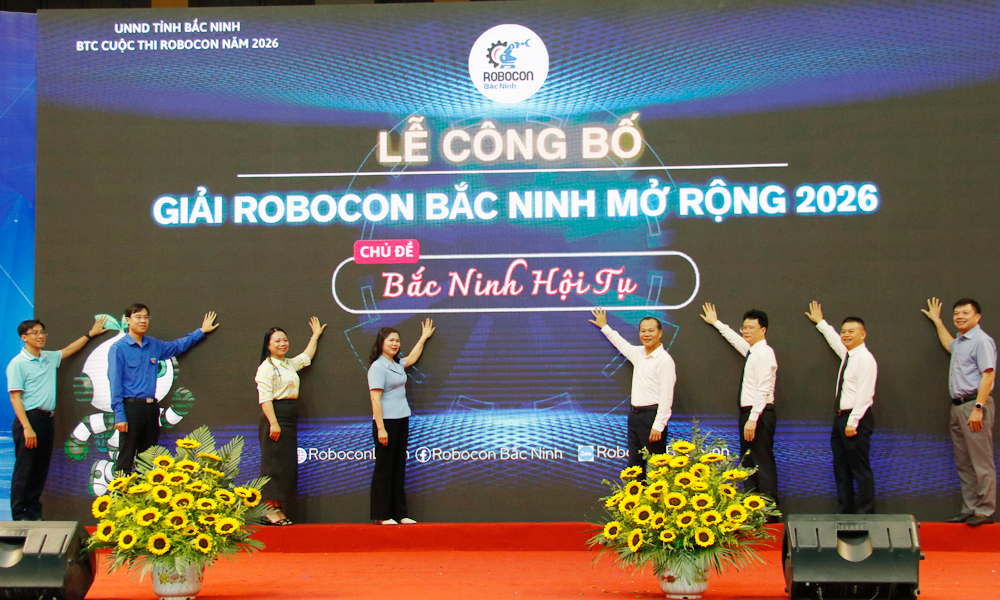 UNND TỈNH BẮC NINH
BTC CUỘC THI ROBOCON NĂM 2026
ROBOCON
Bắc Ninh
LỄ CÔNG BỐ
GIẢI ROBOCON BẮC NINH MỞ RỘNG 2026
CHỦ ĐỀ
Bắc Ninh Hội Tụ
Robocon Bắc Ninh